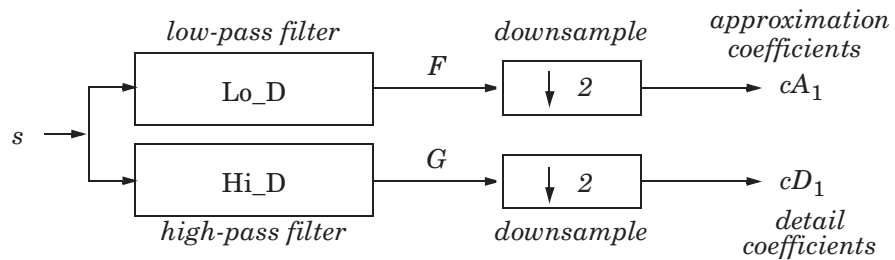 low-pass filter
downsample
approximation
coefficients
Lo_D
F
2
cA1
s
Hi_D
G
2
cD1
high-pass filter
downsample
detail
coefficients